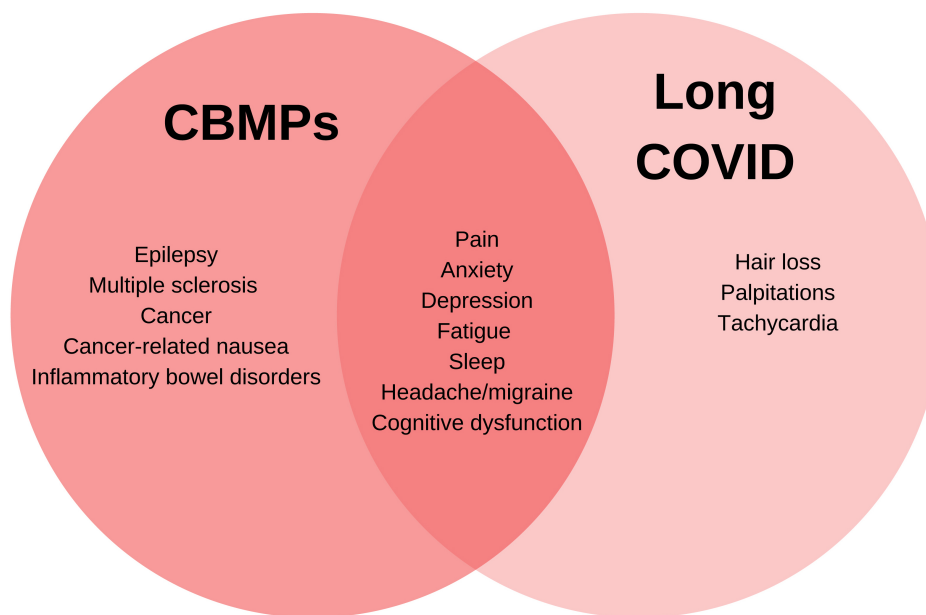 CBMPs
Epilepsy
Multiple sclerosis
Cancer
Cancer-related nausea
Inflammatory bowel disorders
Pain
Anxiety
Depression
Fatigue
Sleep
Headache/migraine
Cognitive dysfunction
Long
COVID
Hair loss
Palpitations
Tachycardia